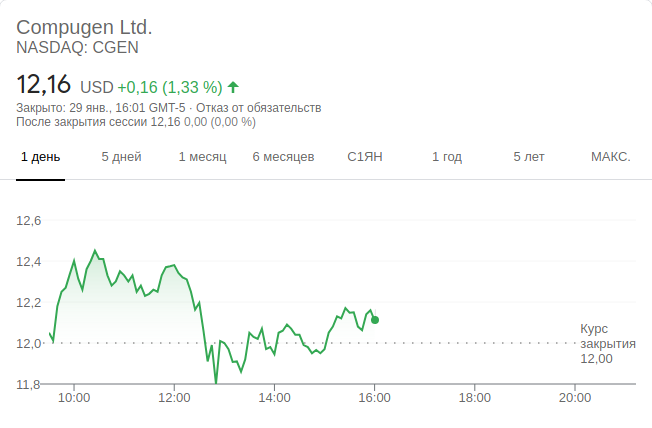 Compugen Ltd.
NASDAQ: CGEN
12,16 USD +0,16 (1,33 %)
Закрыто: 29 янв., 16:01 GMT-5 · Отказ от обязательств
После закрытия сессии 12,16 0,00 (0,00 %)
1 день 5 дней 1 месяц 6 месяцев С1ЯН 1 год 5 лет МАКС.
12,6
12,4
12,2
12,0
Курс
закрытия
12,00
11,8
10:00 12:00 14:00 16:00 18:00 20:00